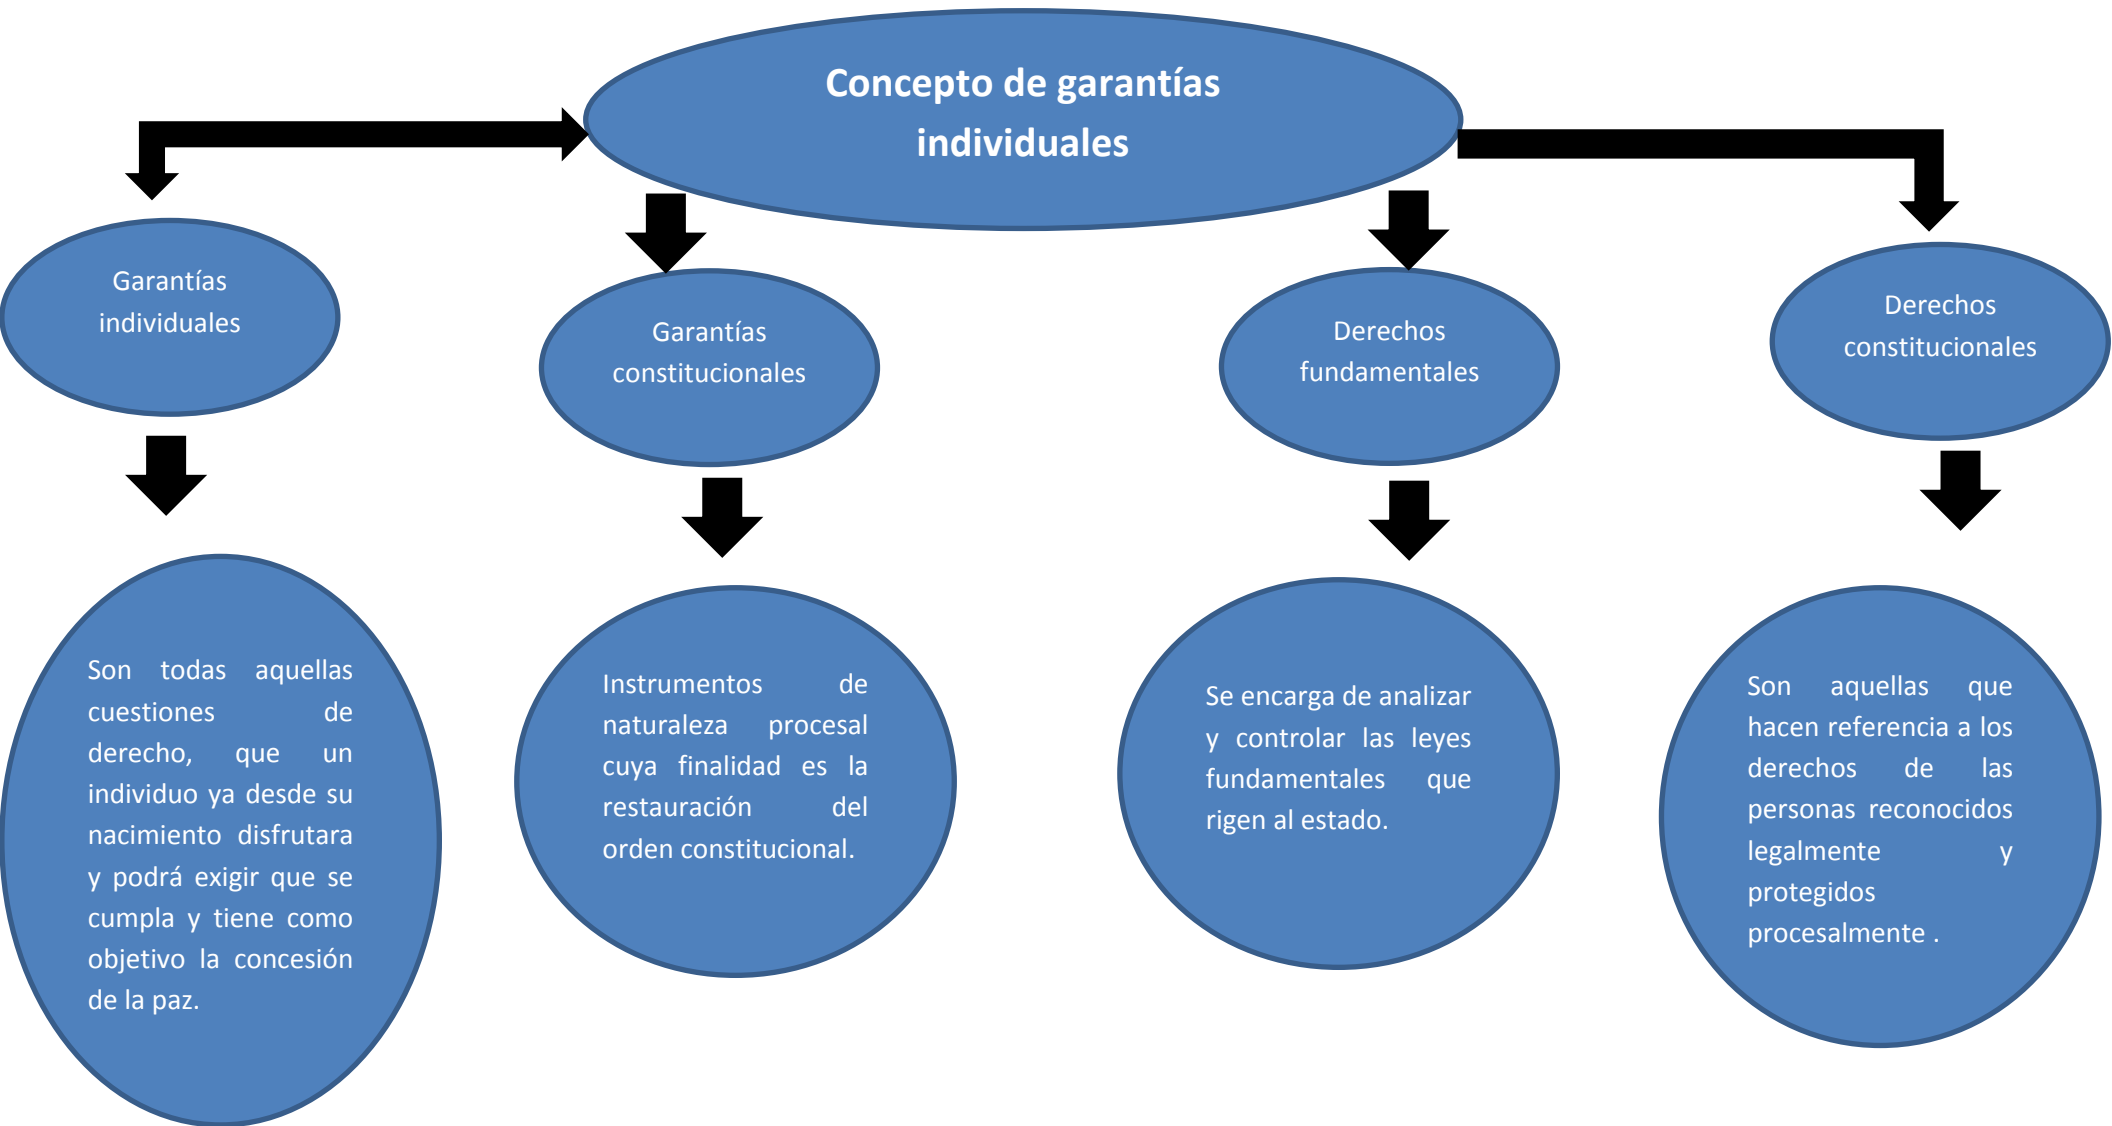 Concepto de garantías
individuales
Garantías
individuales
Garantías
constitucionales
Derechos
fundamentales
Derechos
constitucionales
Son todas aquellas
cuestiones de
derecho, que un
individuo ya desde su
nacimiento disfrutara
y podrá exigir que se
cumpla y tiene como
objetivo la concesión
de la paz.
Instrumentos de
naturaleza procesal
cuya finalidad es la
restauración del
orden constitucional.
Se encarga de analizar
y controlar las leyes
fundamentales que
rigen al estado.
Son aquellas que
hacen referencia a los
derechos de las
personas reconocidos
legalmente y
protegidos
procesalmente .